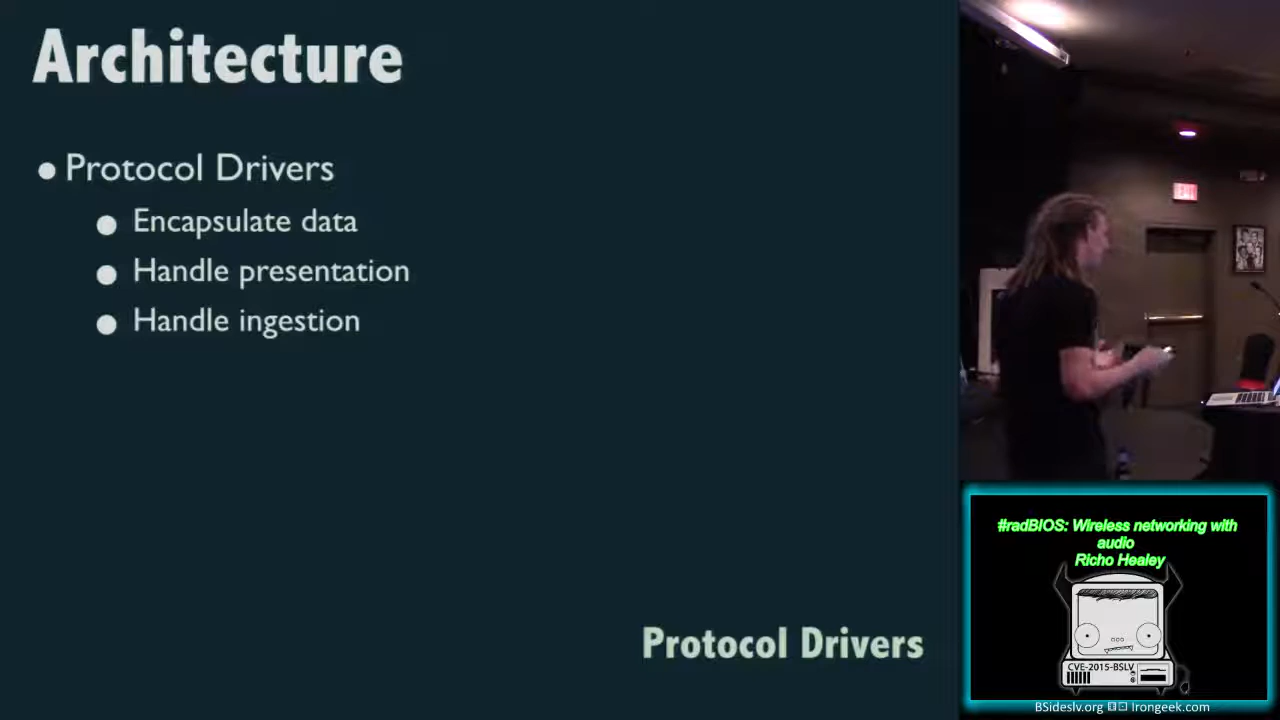 Architecture
Protocol Drivers
Encapsulate data
Handle presentation
Handle ingestion
Protocol Drivers
EXIT
#radBIOS: Wireless networking with
audio
Richo Healey
CVE-2015-BSLV
BSideslv.org Irongeek.com